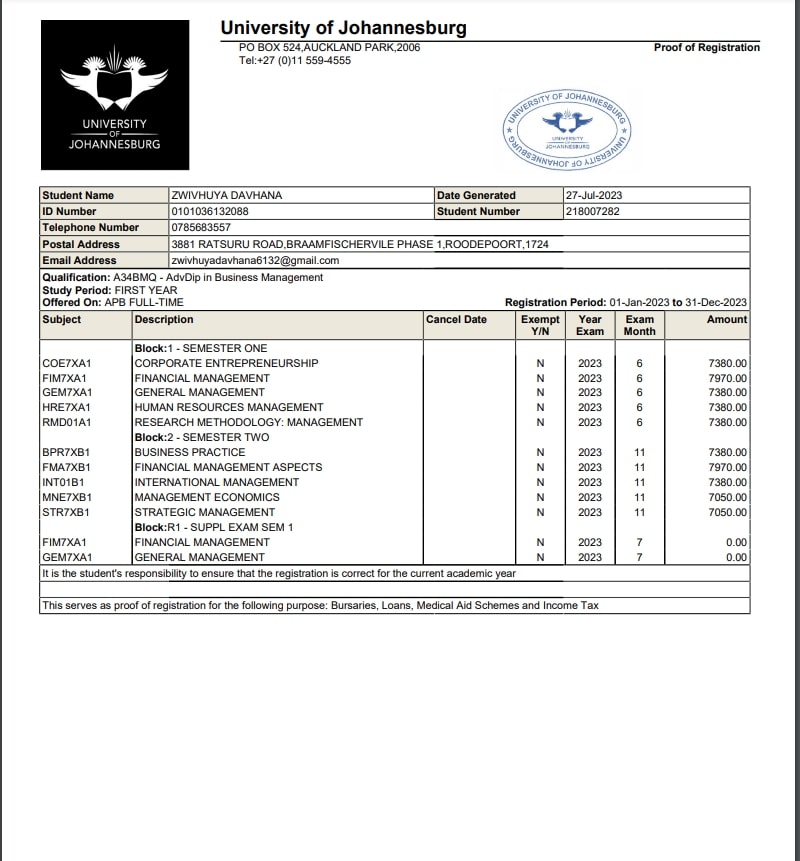 University of Johannesburg
PO BOX 524,AUCKLAND PARK,2006
Proof of Registration
Tel:+27 (0)11 559-4555
UNIVERSITY
OF
JOHANNESBURG
UNIVERSITY OF JOHANNESBURG
UNIVERSITY
OF
JOHANNESBURG
UNIVERSITY OF JOHANNESBURG
Student Name ZWIVHUYA DAVHANA Date Generated 27-Jul-2023
ID Number 0101036132088 Student Number 218007282
Telephone Number 0785683557
Postal Address 3881 RATSURU ROAD,BRAAMFISCHERVILE PHASE 1,ROODEPOORT,1724
Email Address zwivhuyadavhana6132@gmail.com
Qualification: A34BMQ - AdvDip in Business Management
Study Period: FIRST YEAR
Offered On: APB FULL-TIME Registration Period: 01-Jan-2023 to 31-Dec-2023
Subject Description Cancel Date Exempt Y/N Year Exam Exam Month Amount
Block:1 - SEMESTER ONE
COE7XA1 CORPORATE ENTREPRENEURSHIP N 2023 6 7380.00
FIM7XA1 FINANCIAL MANAGEMENT N 2023 6 7970.00
GEM7XA1 GENERAL MANAGEMENT N 2023 6 7380.00
HRE7XA1 HUMAN RESOURCES MANAGEMENT N 2023 6 7380.00
RMD01A1 RESEARCH METHODOLOGY: MANAGEMENT N 2023 6 7380.00
Block:2 - SEMESTER TWO
BPR7XB1 BUSINESS PRACTICE N 2023 11 7380.00
FMA7XB1 FINANCIAL MANAGEMENT ASPECTS N 2023 11 7970.00
INT01B1 INTERNATIONAL MANAGEMENT N 2023 11 7380.00
MNE7XB1 MANAGEMENT ECONOMICS N 2023 11 7050.00
STR7XB1 STRATEGIC MANAGEMENT N 2023 11 7050.00
Block:R1 - SUPPL EXAM SEM 1
FIM7XA1 FINANCIAL MANAGEMENT N 2023 7 0.00
GEM7XA1 GENERAL MANAGEMENT N 2023 7 0.00
It is the student's responsibility to ensure that the registration is correct for the current academic year
This serves as proof of registration for the following purpose: Bursaries, Loans, Medical Aid Schemes and Income Tax